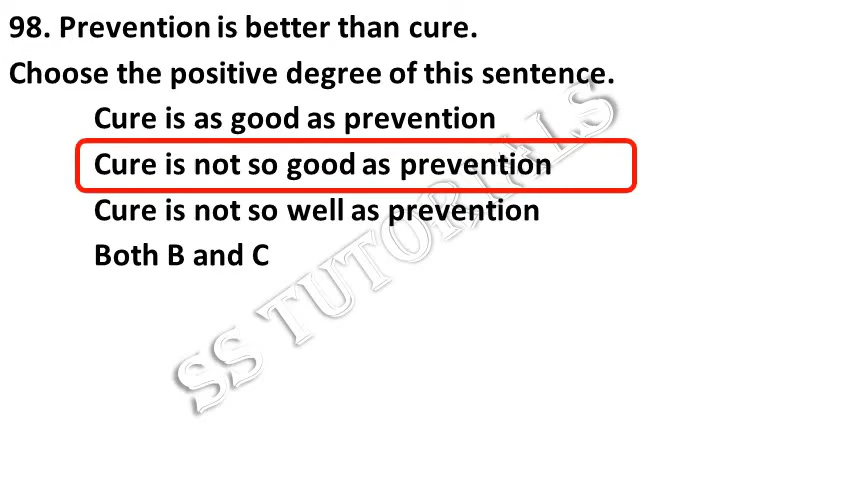 98. Prevention is better than cure.
Choose the positive degree of this sentence.
Cure is as good as prevention
Cure is not so good as prevention
Cure is not so well as prevention
Both B and C
SS TUTORIALS